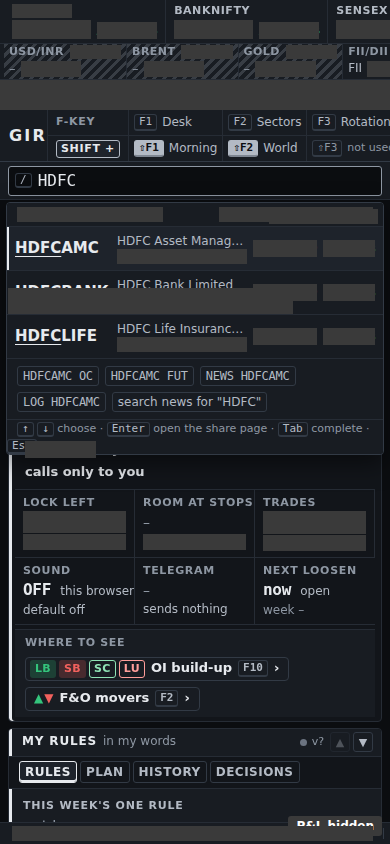 BANKNIFTY SENSEX
USD/INR BRENT GOLD FII/DII
– – – FII
GIR F-KEY F1 Desk F2 Sectors F3 Rotation
SHIFT + ⇧F1 Morning ⇧F2 World ⇧F3 not used
/ HDFC
HDFCAMC HDFC Asset Manag…
HDFC Bank Limited
HDFCLIFE HDFC Life Insuranc…
HDFCAMC OC HDFCAMC FUT NEWS HDFCAMC
LOG HDFCAMC search news for "HDFC"
↑ ↓ choose · Enter open the share page · Tab complete ·
calls only to you
LOCK LEFT ROOM AT STOPS TRADES
–
SOUND TELEGRAM NEXT LOOSEN
OFF this browser – now open
default off sends nothing week –
WHERE TO SEE
LB SB SC LU OI build-up F10 ›
▲▼ F&O movers F2 ›
MY RULES in my words ● v? ▲ ▼
RULES PLAN HISTORY DECISIONS
THIS WEEK'S ONE RULE
P&L hidden